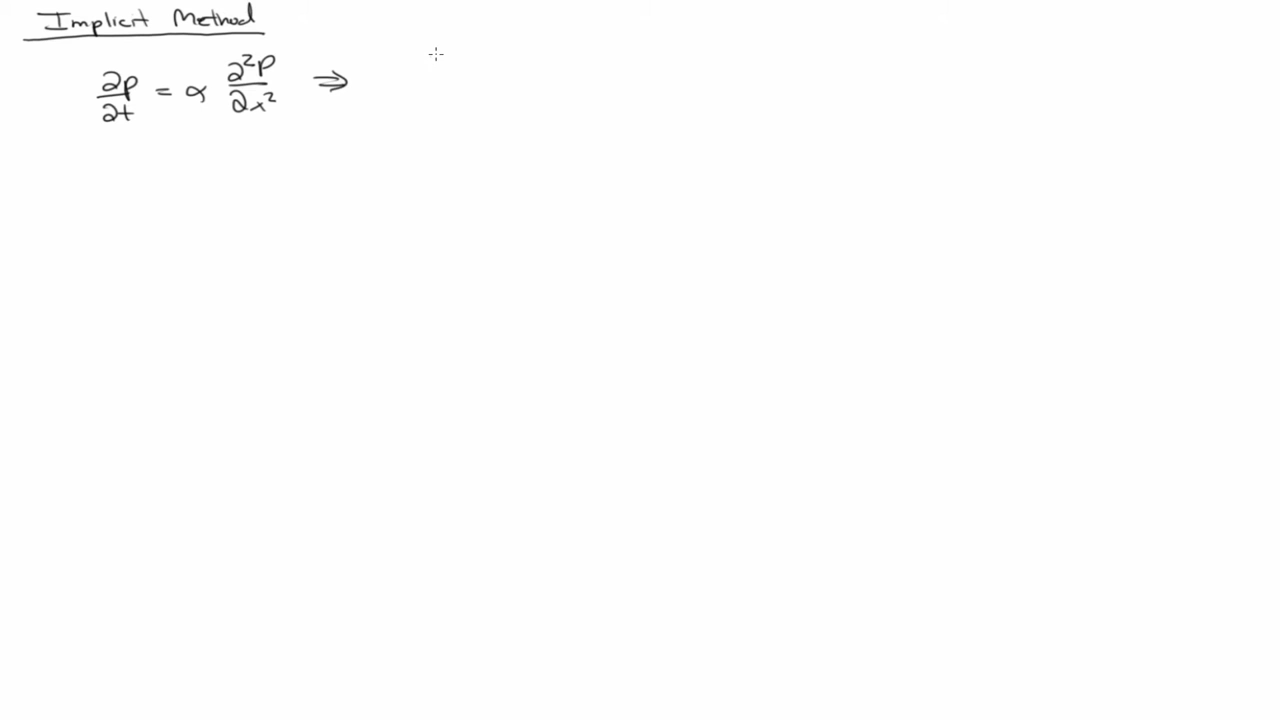 Implicit Method
∂p/∂t = α ∂²p/∂x² ⇒